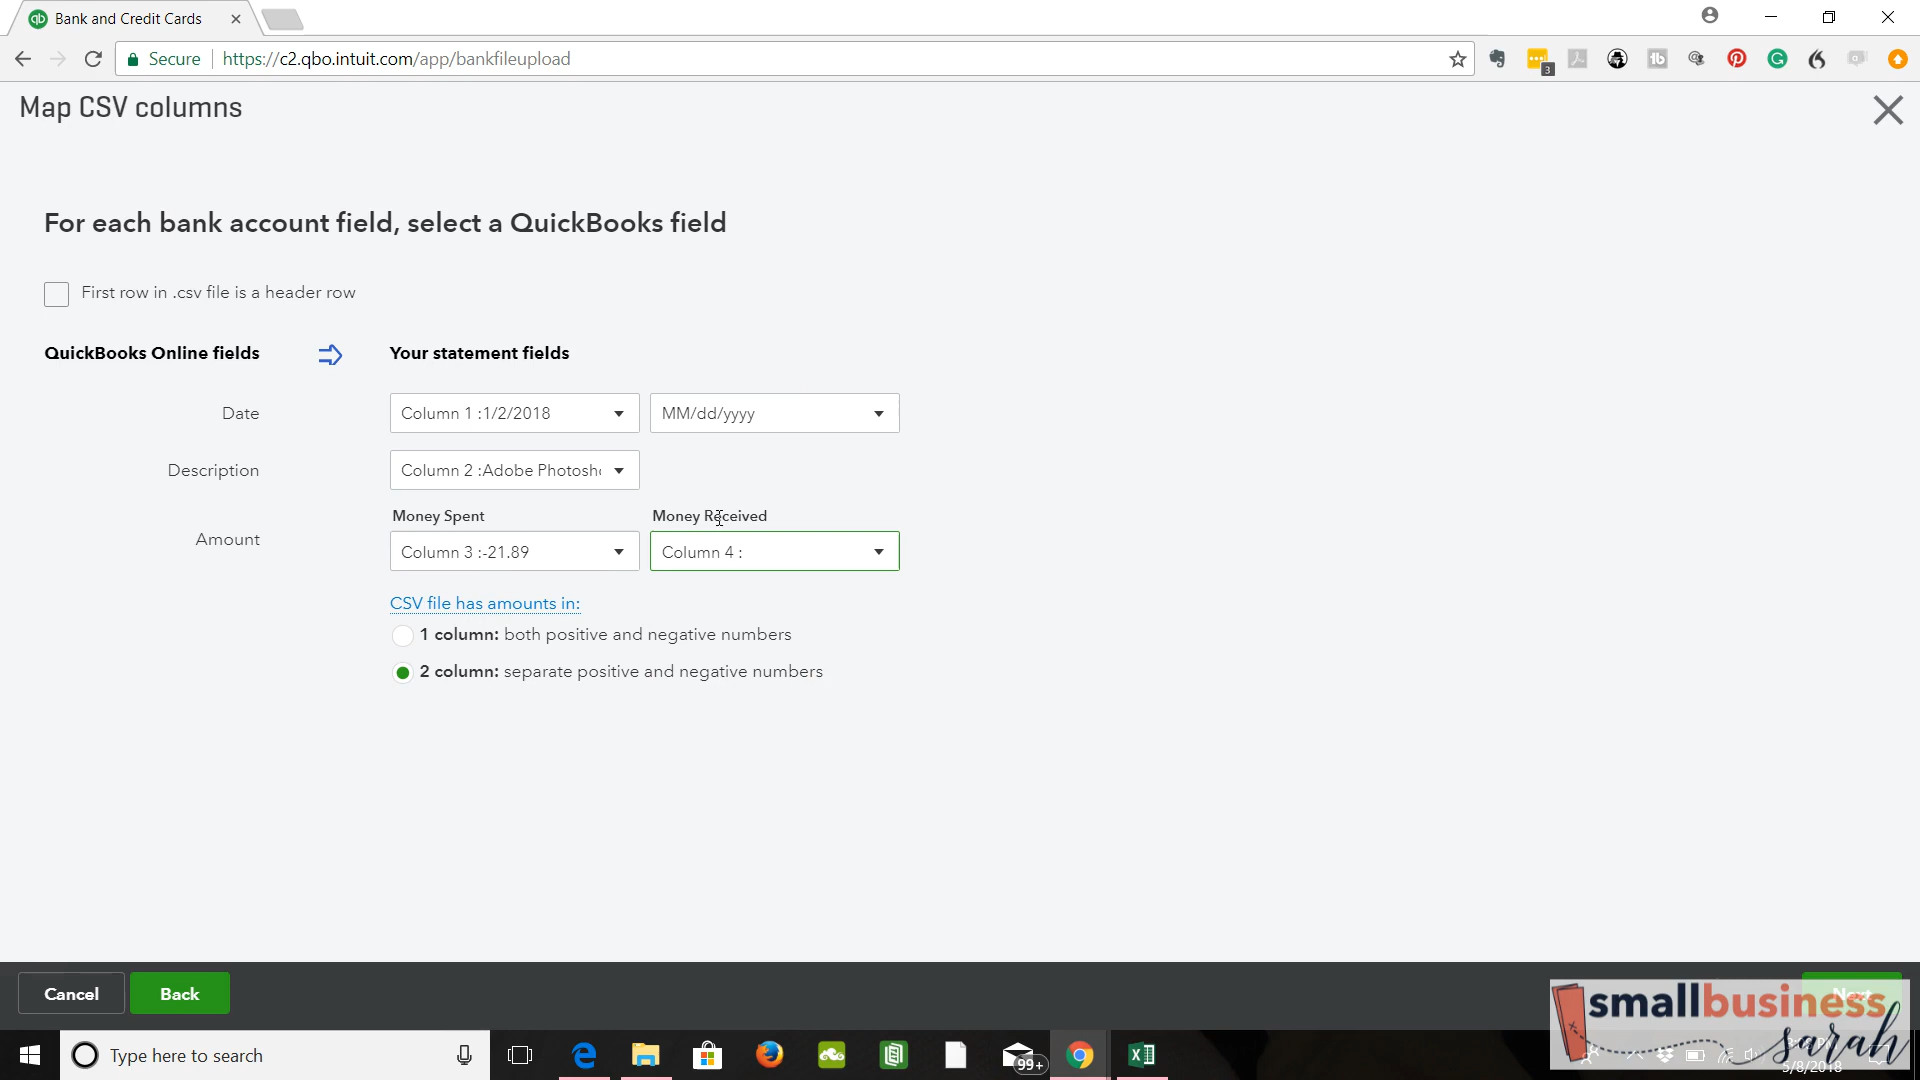 Bank and Credit Cards
Secure https://c2.qbo.intuit.com/app/bankfileupload
3
Map CSV columns
For each bank account field, select a QuickBooks field
First row in .csv file is a header row
QuickBooks Online fields Your statement fields
Date Column 1 :1/2/2018 MM/dd/yyyy
Description Column 2 :Adobe Photosh
Money Spent Money Received
Amount Column 3 :-21.89 Column 4 :
CSV file has amounts in:
1 column: both positive and negative numbers
2 column: separate positive and negative numbers
Cancel Back Next
smallbusiness
sarah
Type here to search
99+
5/8/2018